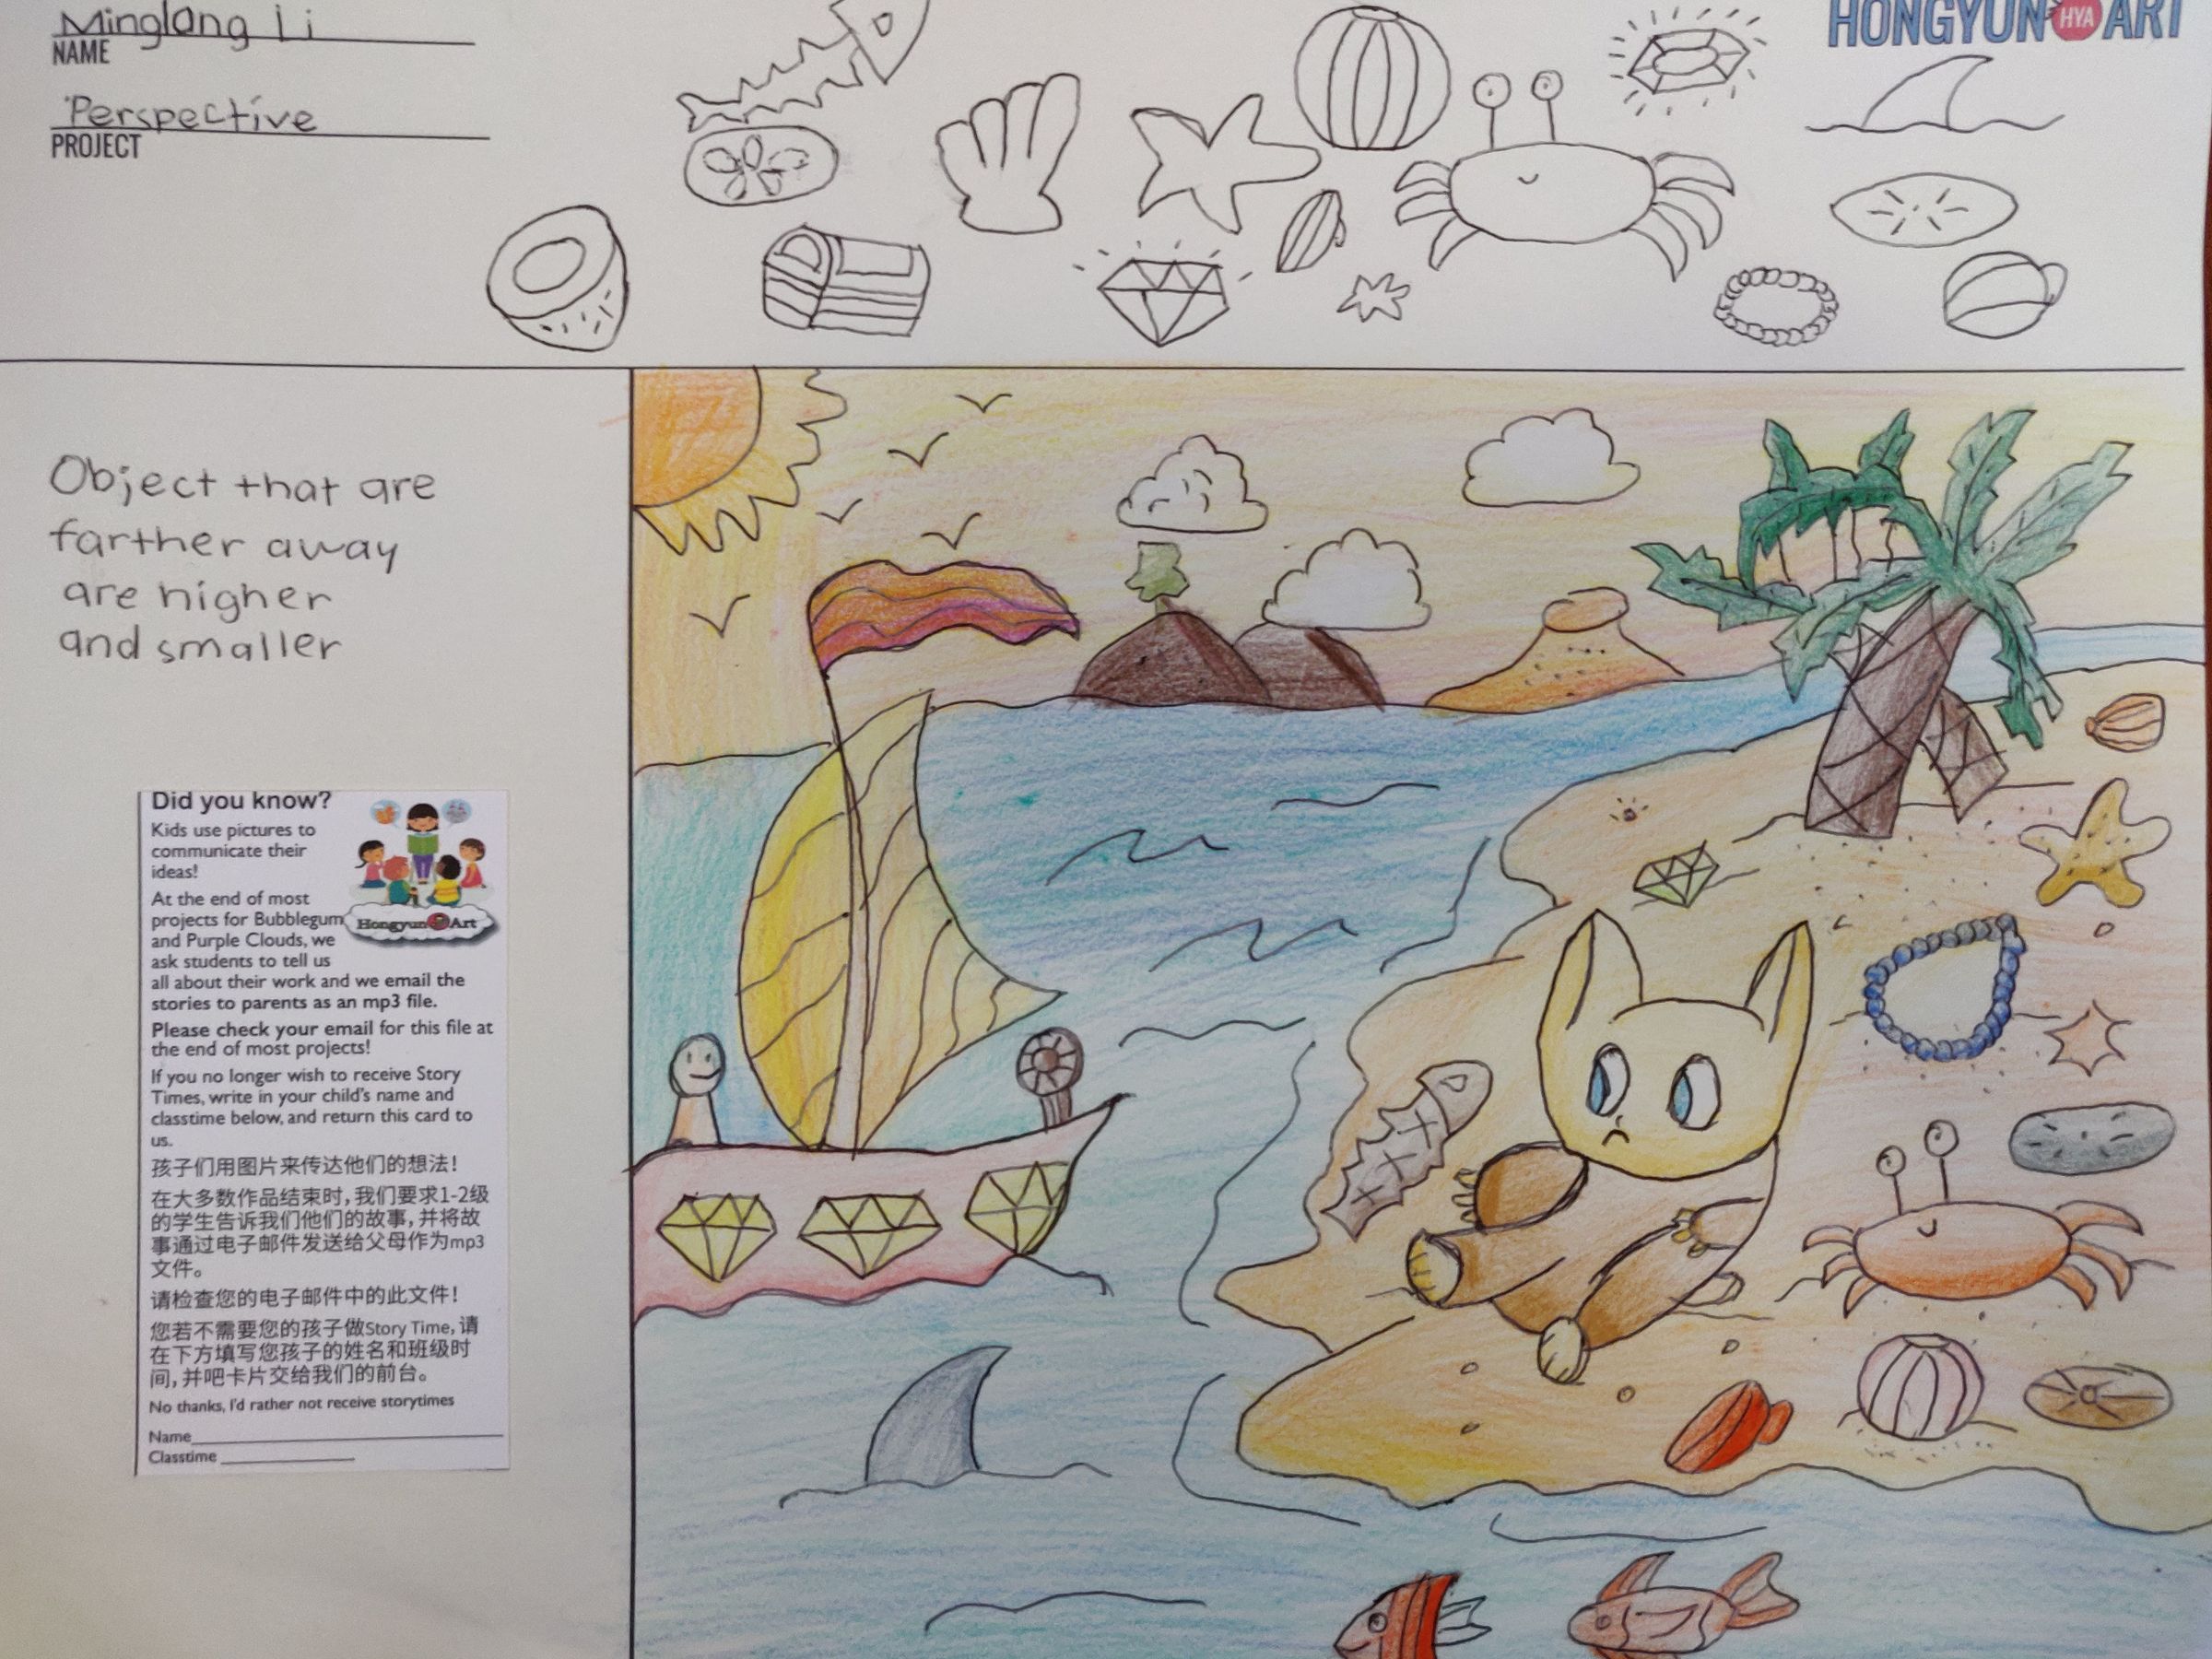 Minglang Li
NAME
HONGYUN HYA ART
Perspective
PROJECT
Object that are
farther away
are higher
and smaller
Did you know?
Kids use pictures to
communicate their
ideas!
At the end of most
projects for Bubblegum
and Purple Clouds, we
ask students to tell us
all about their work and we email the
stories to parents as an mp3 file.
Hongyun Art
Please check your email for this file at
the end of most projects!
If you no longer wish to receive Story
Times, write in your child's name and
classtime below, and return this card to
us.
孩子们用图片来传达他们的想法!
在大多数作品结束时,我们要求1-2级
的学生告诉我们他们的故事,并将故
事通过电子邮件发送给父母作为mp3
文件。
请检查您的电子邮件中的此文件!
您若不需要您的孩子做Story Time,请
在下方填写您孩子的姓名和班级时
间,并吧卡片交给我们的前台。
No thanks, I'd rather not receive storytimes
Name
Classtime